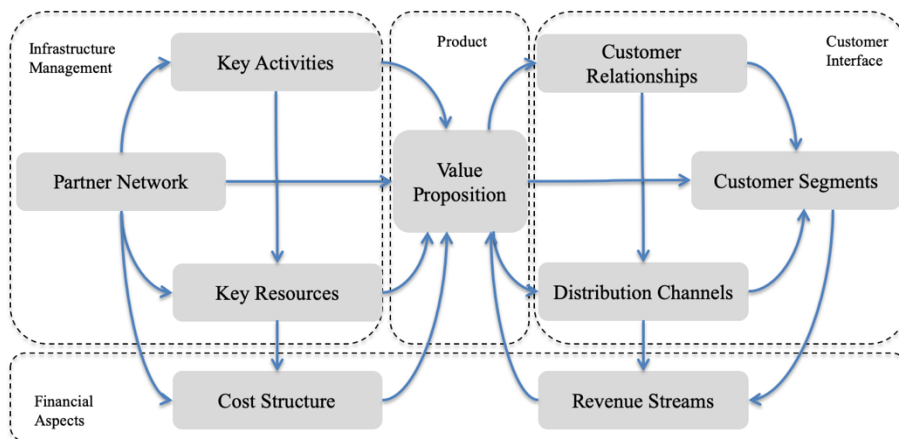 Infrastructure
Management
Key Activities
Product
Customer
Relationships
Customer
Interface
Partner Network
Value
Proposition
Customer Segments
Key Resources
Distribution Channels
Financial
Aspects
Cost Structure
Revenue Streams